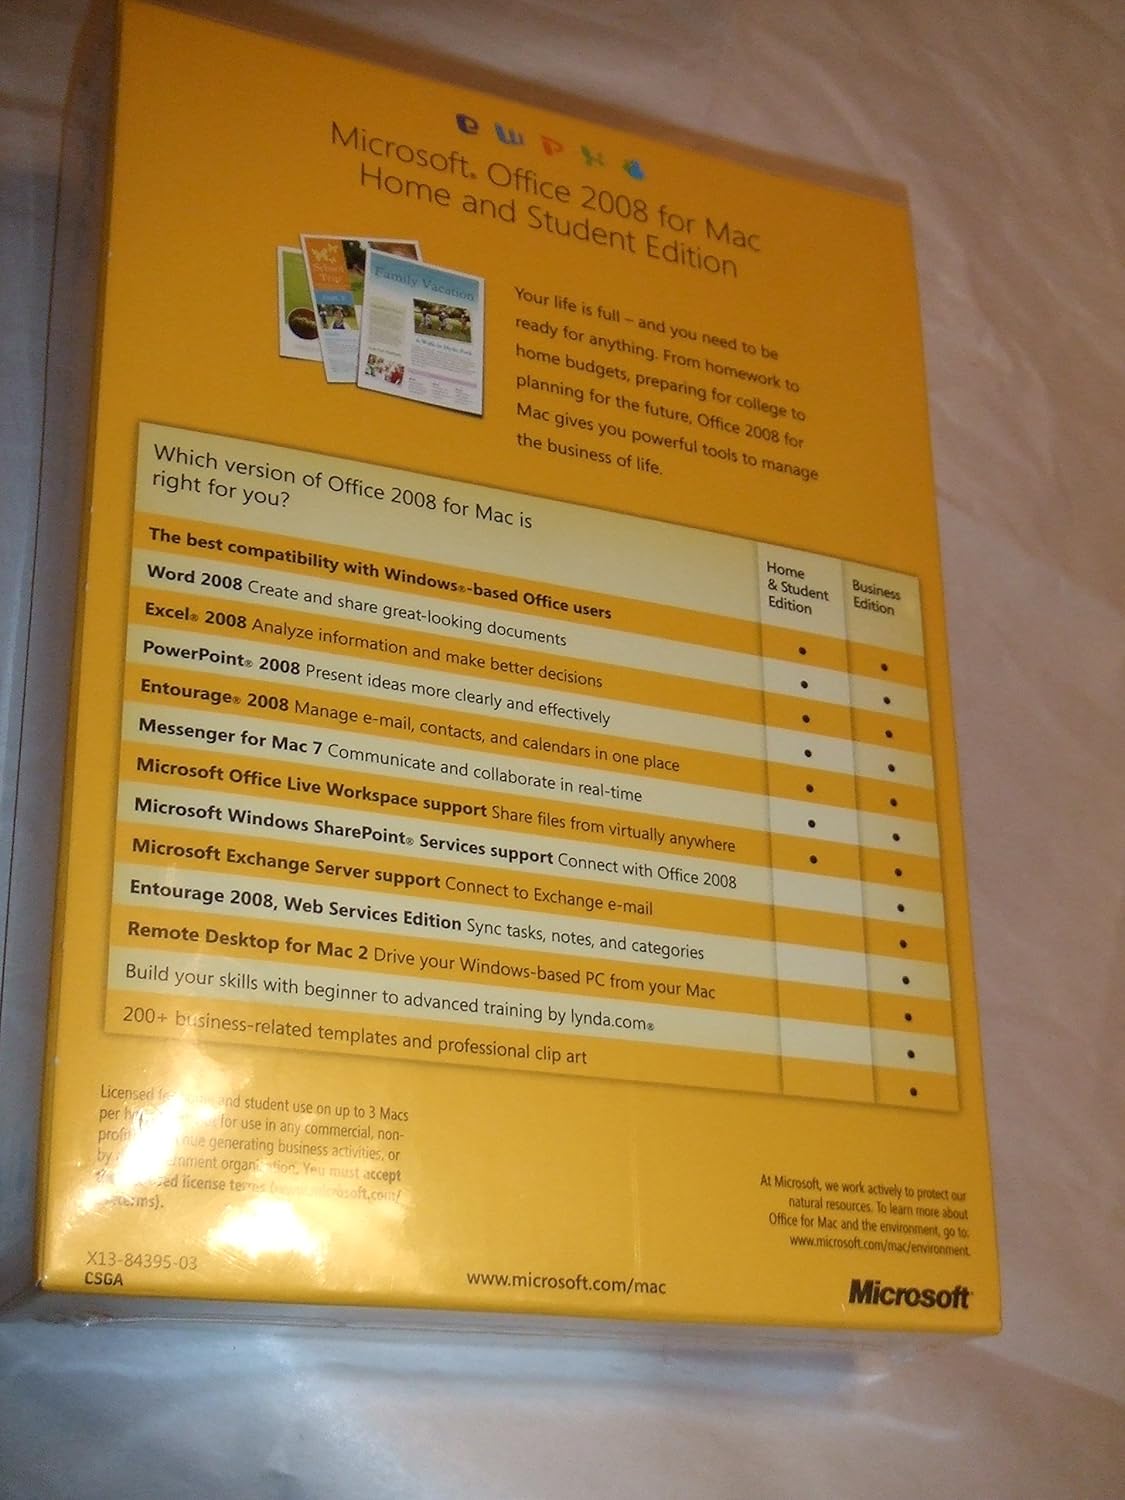 e w p x
Microsoft® Office 2008 for Mac
Home and Student Edition
School
Trip
Family Vacation
Your life is full – and you need to be
ready for anything. From homework to
home budgets, preparing for college to
planning for the future, Office 2008 for
Mac gives you powerful tools to manage
the business of life.
Which version of Office 2008 for Mac is
right for you?
Home
& Student
Edition
Business
Edition
The best compatibility with Windows®-based Office users • •
Word 2008 Create and share great-looking documents • •
Excel® 2008 Analyze information and make better decisions • •
PowerPoint® 2008 Present ideas more clearly and effectively • •
Entourage® 2008 Manage e-mail, contacts, and calendars in one place • •
Messenger for Mac 7 Communicate and collaborate in real-time • •
Microsoft Office Live Workspace support Share files from virtually anywhere • •
Microsoft Windows SharePoint® Services support Connect with Office 2008 •
Microsoft Exchange Server support Connect to Exchange e-mail •
Entourage 2008, Web Services Edition Sync tasks, notes, and categories •
Remote Desktop for Mac 2 Drive your Windows-based PC from your Mac •
Build your skills with beginner to advanced training by lynda.com® •
200+ business-related templates and professional clip art •
Licensed and student use on up to 3 Macs
per for use in any commercial, non-
generating business activities, or
by You must accept
license
X13-84395-03
CSGA
www.microsoft.com/mac
At Microsoft, we work actively to protect our
natural resources. To learn more about
Office for Mac and the environment, go to:
www.microsoft.com/mac/environment.
Microsoft®